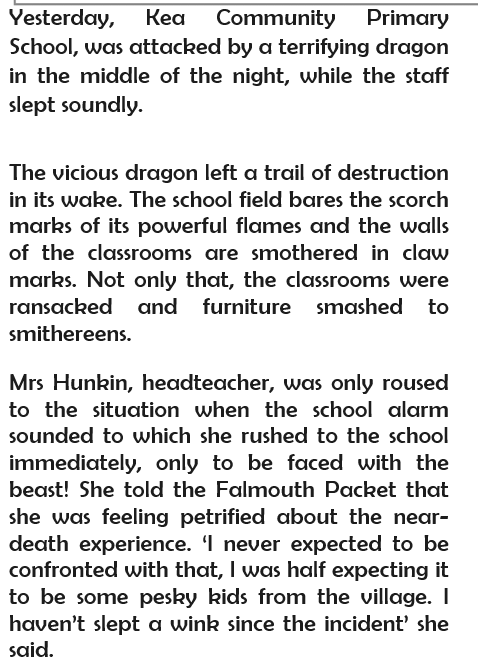 Yesterday, Kea Community Primary
School, was attacked by a terrifying dragon
in the middle of the night, while the staff
slept soundly.
The vicious dragon left a trail of destruction
in its wake. The school field bares the scorch
marks of its powerful flames and the walls
of the classrooms are smothered in claw
marks. Not only that, the classrooms were
ransacked and furniture smashed to
smithereens.
Mrs Hunkin, headteacher, was only roused
to the situation when the school alarm
sounded to which she rushed to the school
immediately, only to be faced with the
beast! She told the Falmouth Packet that
she was feeling petrified about the near-
death experience. ‘I never expected to be
confronted with that, I was half expecting it
to be some pesky kids from the village. I
haven’t slept a wink since the incident’ she
said.